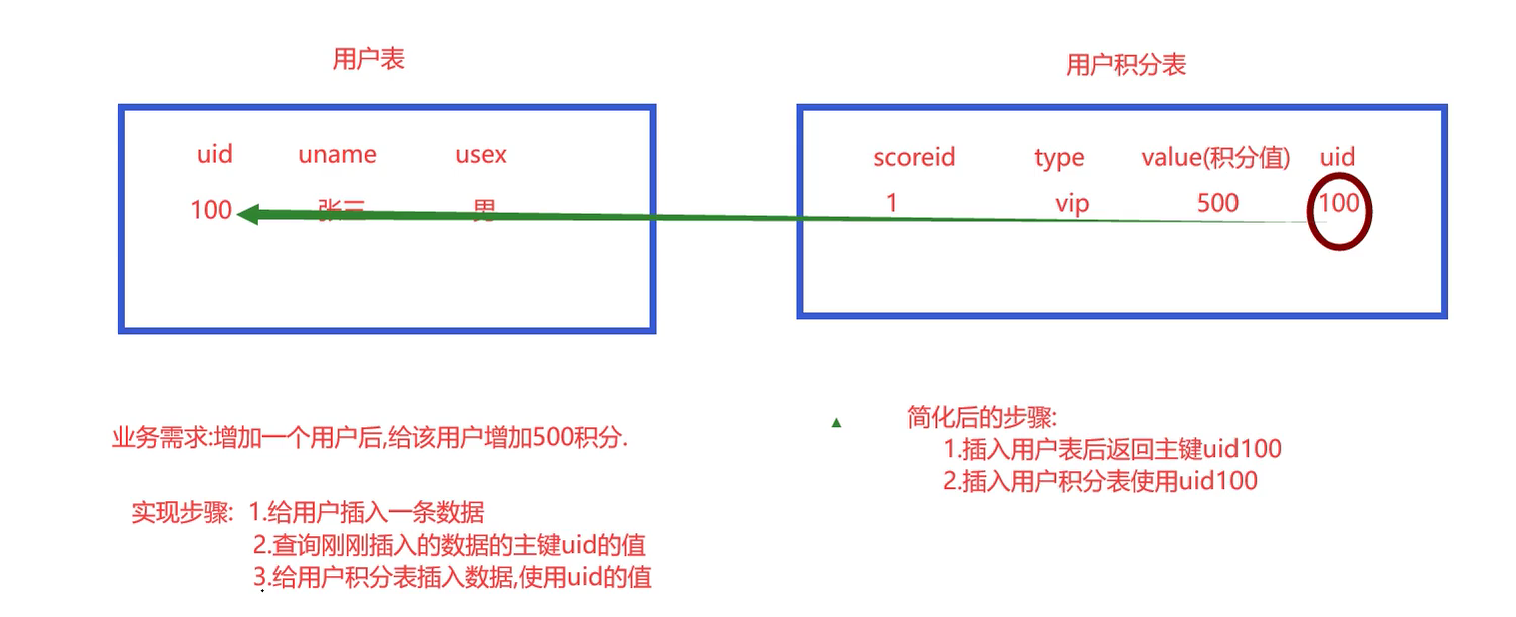 用户表
uid uname usex
100 张三 男
用户积分表
scoreid type value(积分值) uid
1 vip 500 100
业务需求:增加一个用户后,给该用户增加500积分.
实现步骤: 1.给用户插入一条数据
2.查询刚刚插入的数据的主键uid的值
3.给用户积分表插入数据,使用uid的值
简化后的步骤:
1.插入用户表后返回主键uid100
2.插入用户积分表使用uid100